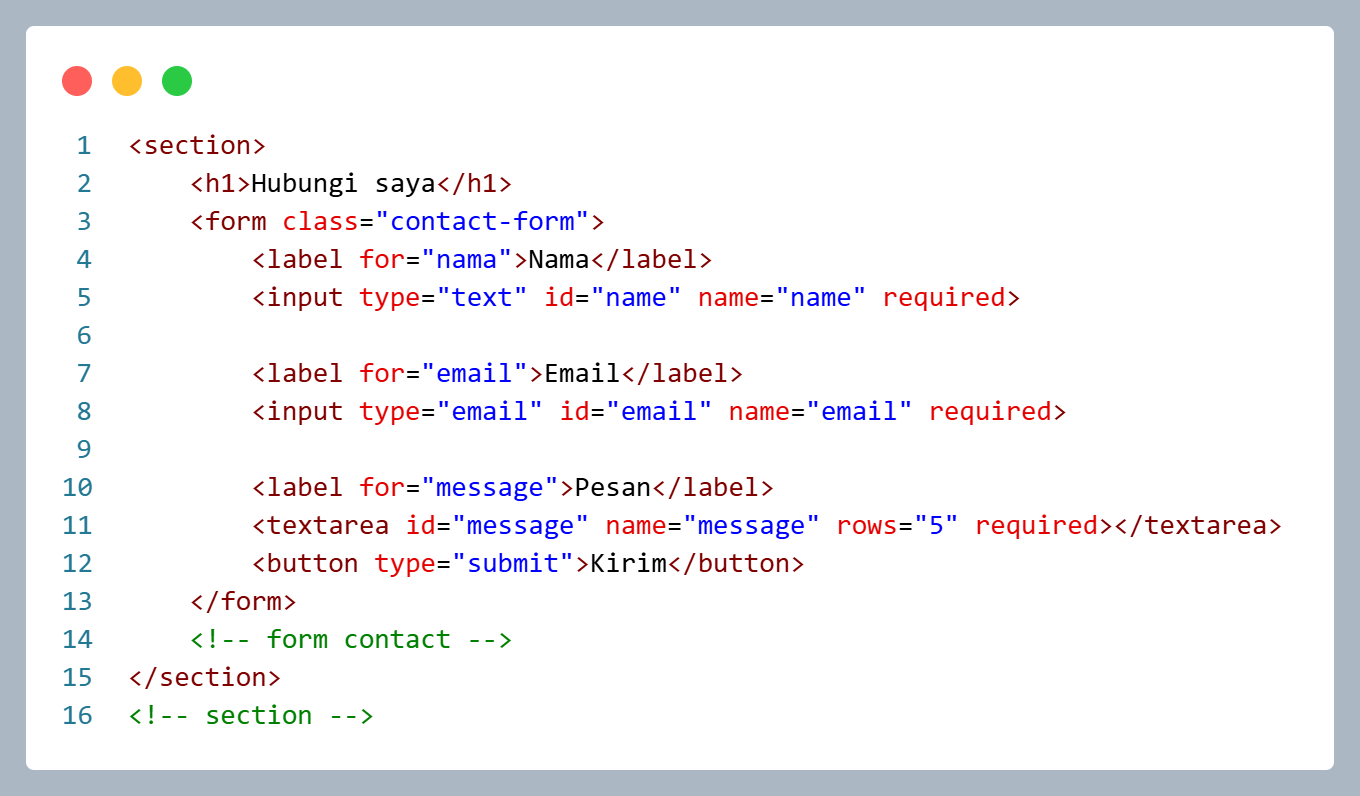 1 <section>
2     <h1>Hubungi saya</h1>
3     <form class="contact-form">
4         <label for="nama">Nama</label>
5         <input type="text" id="name" name="name" required>
6
7         <label for="email">Email</label>
8         <input type="email" id="email" name="email" required>
9
10         <label for="message">Pesan</label>
11         <textarea id="message" name="message" rows="5" required></textarea>
12         <button type="submit">Kirim</button>
13     </form>
14     <!-- form contact -->
15 </section>
16 <!-- section -->